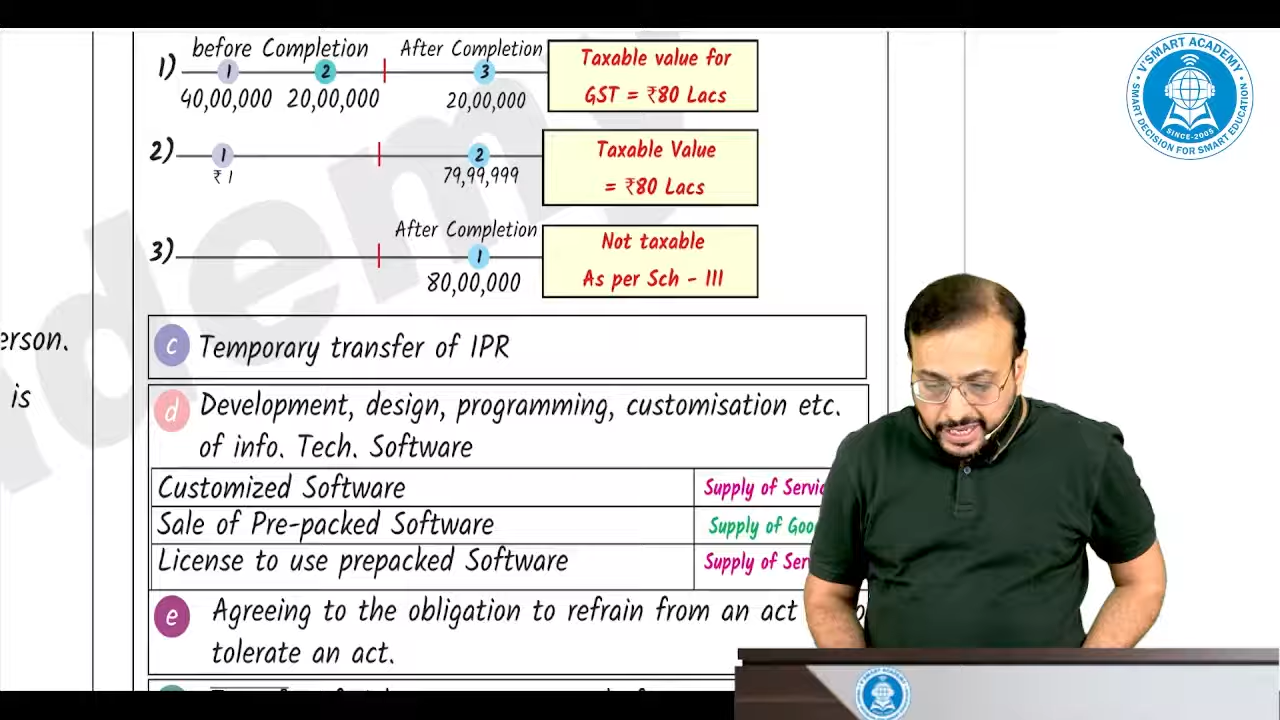 before Completion After Completion
1) 1 2 3
40,00,000 20,00,000 20,00,000
Taxable value for
GST = ₹80 Lacs
2) 1 2
₹ 1 79,99,999
Taxable Value
= ₹80 Lacs
After Completion
3) 1
80,00,000
Not taxable
As per Sch - III
erson.
is
c Temporary transfer of IPR
d Development, design, programming, customisation etc.
of info. Tech. Software
Customized Software Supply of Servic
Sale of Pre-packed Software Supply of Goo
License to use prepacked Software Supply of Ser
e Agreeing to the obligation to refrain from an act
tolerate an act.
demy
V'SMART ACADEMY
SINCE-2005
SMART DECISION FOR SMART EDUCATION